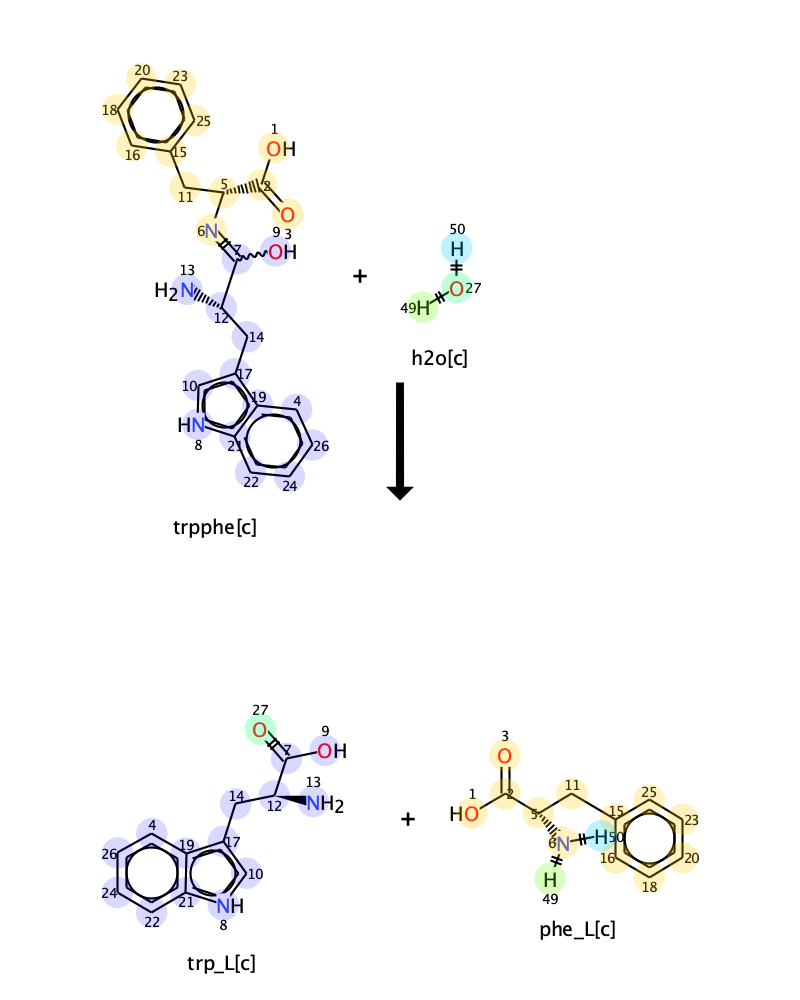 20
23
18
25
16
15
1
OH
5
2
11
O
6
N
9 3
7
OH
13
H2N
12
14
17
10
19
4
HN
8
21
26
22
24
trpphe[c]
+
50
H
O 27
49 H
h2o[c]
27
O
9
7
OH
13
14
12
NH2
4
17
26
19
10
24
21
22
NH
8
trp_L[c]
+
3
O
1
2
11
25
HO
5
15
23
6
N
H 50
16
20
H
18
49
phe_L[c]